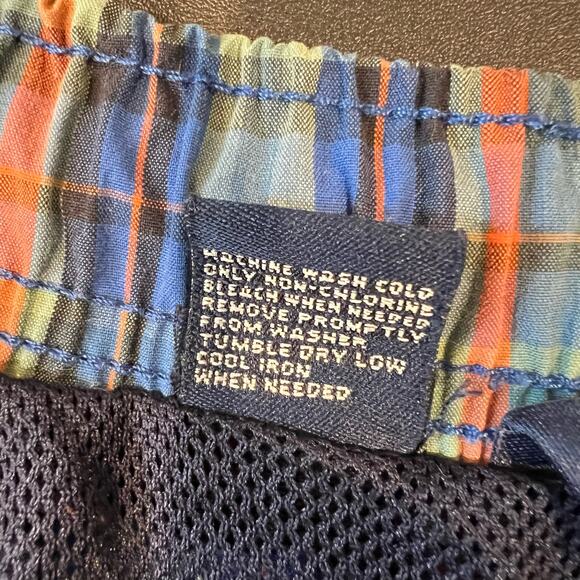 MACHINE WASH COLD
ONLY NON-CHLORINE
BLEACH WHEN NEEDED
REMOVE PROMPTLY
FROM WASHER
TUMBLE DRY LOW
COOL IRON
WHEN NEEDED